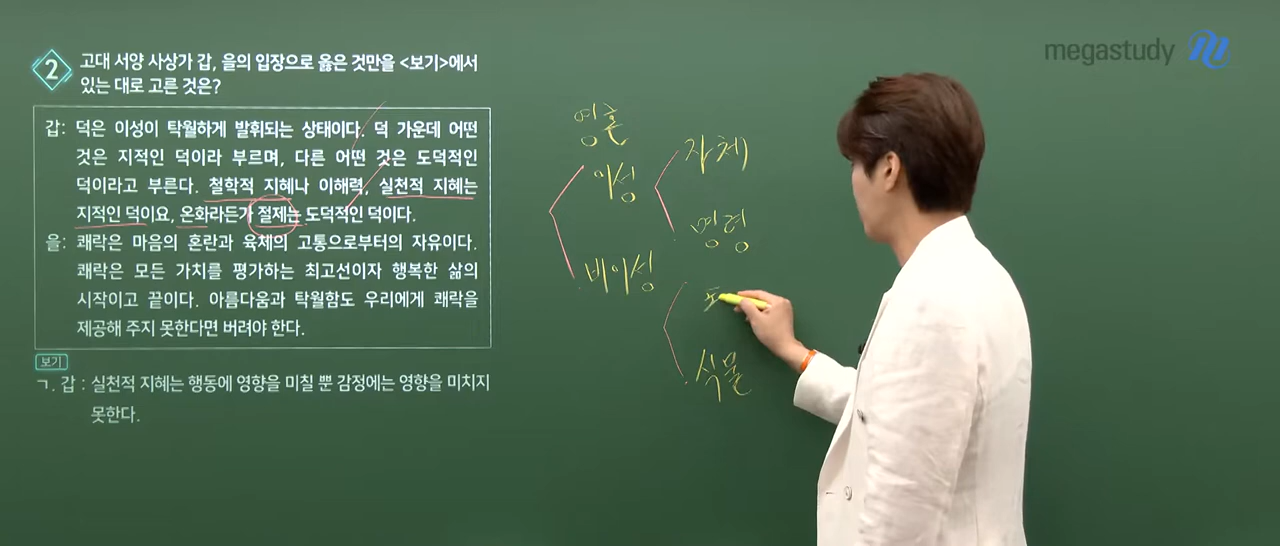 megastudy
2 고대 서양 사상가 갑, 을의 입장으로 옳은 것만을 <보기>에서
있는 대로 고른 것은?
갑: 덕은 이성이 탁월하게 발휘되는 상태이다. 덕 가운데 어떤
것은 지적인 덕이라 부르며, 다른 어떤 것은 도덕적인
덕이라고 부른다. 철학적 지혜나 이해력, 실천적 지혜는
지적인 덕이요, 온화라든가 절제는 도덕적인 덕이다.
을: 쾌락은 마음의 혼란과 육체의 고통으로부터의 자유이다.
쾌락은 모든 가치를 평가하는 최고선이자 행복한 삶의
시작이고 끝이다. 아름다움과 탁월함도 우리에게 쾌락을
제공해 주지 못한다면 버려야 한다.
보기
ㄱ. 갑 : 실천적 지혜는 행동에 영향을 미칠 뿐 감정에는 영향을 미치지
못한다.
영혼
이성
자체
명령
비이성
식물